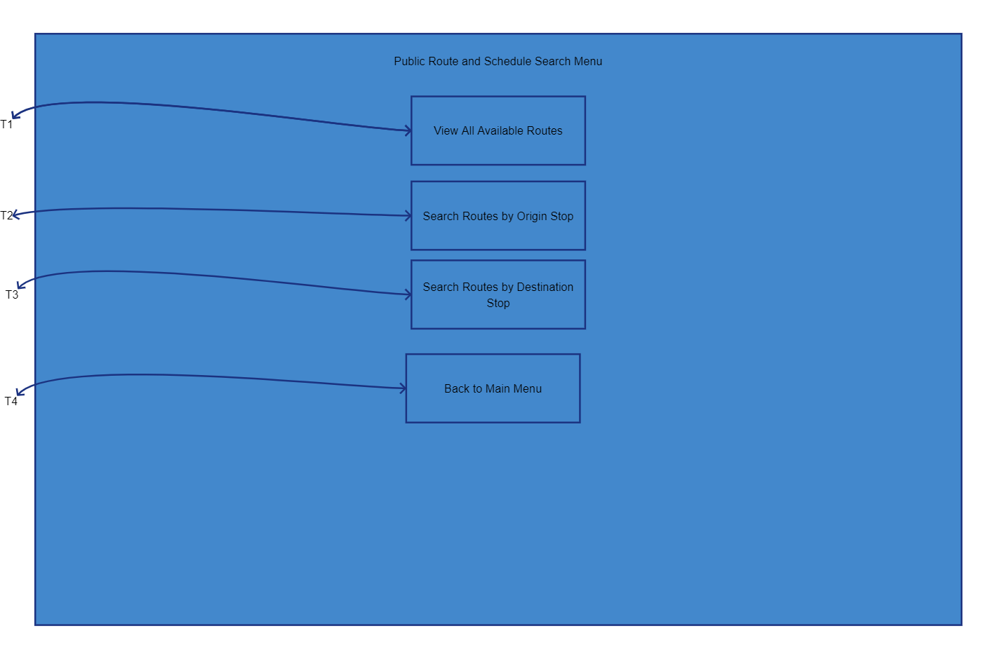 Public Route and Schedule Search Menu
T1
View All Available Routes
T2
Search Routes by Origin Stop
T3
Search Routes by Destination
Stop
T4
Back to Main Menu